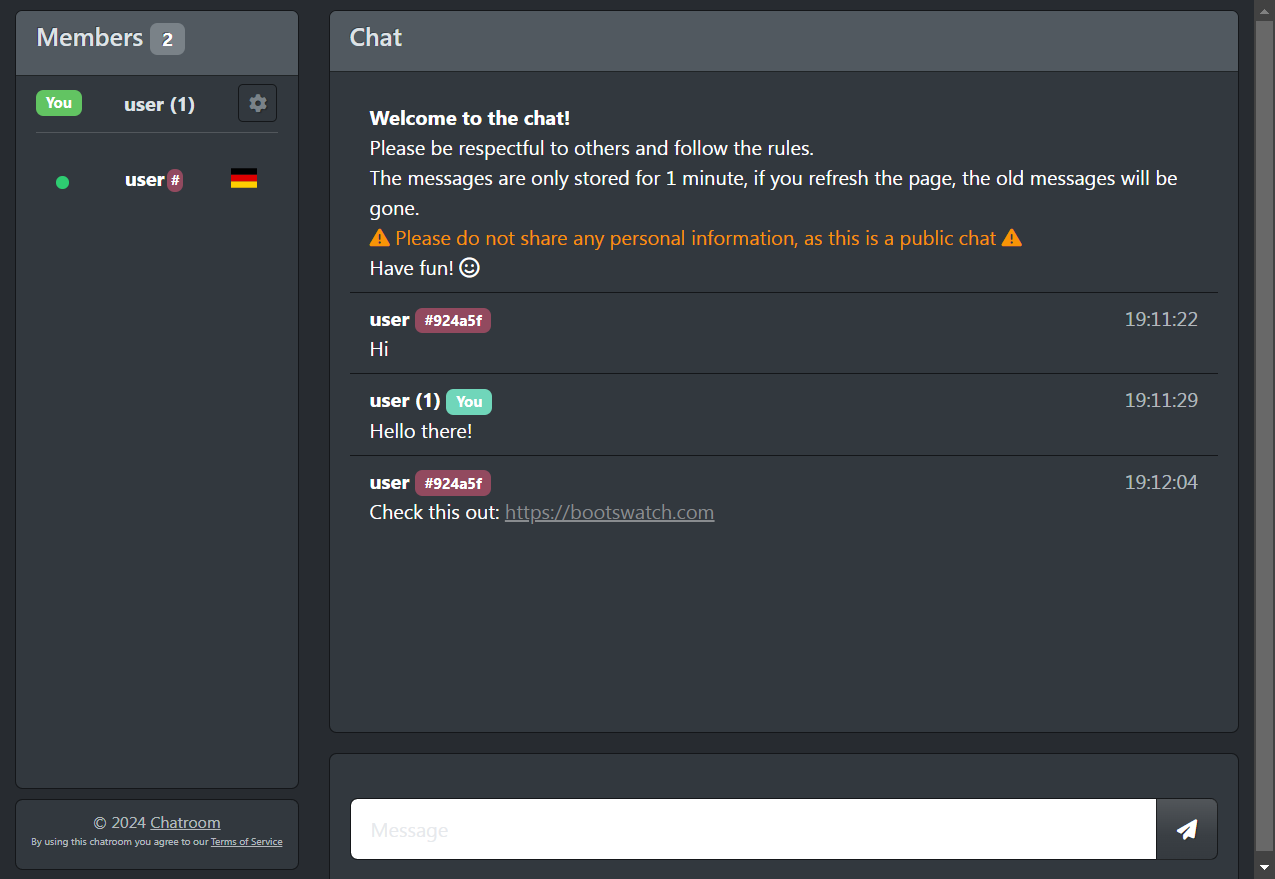 Members 2
You user (1)
user #
© 2024 Chatroom
By using this chatroom you agree to our Terms of Service
Chat
Welcome to the chat!
Please be respectful to others and follow the rules.
The messages are only stored for 1 minute, if you refresh the page, the old messages will be
gone.
Please do not share any personal information, as this is a public chat
Have fun!
user #924a5f 19:11:22
Hi
user (1) You 19:11:29
Hello there!
user #924a5f 19:12:04
Check this out: https://bootswatch.com
Message